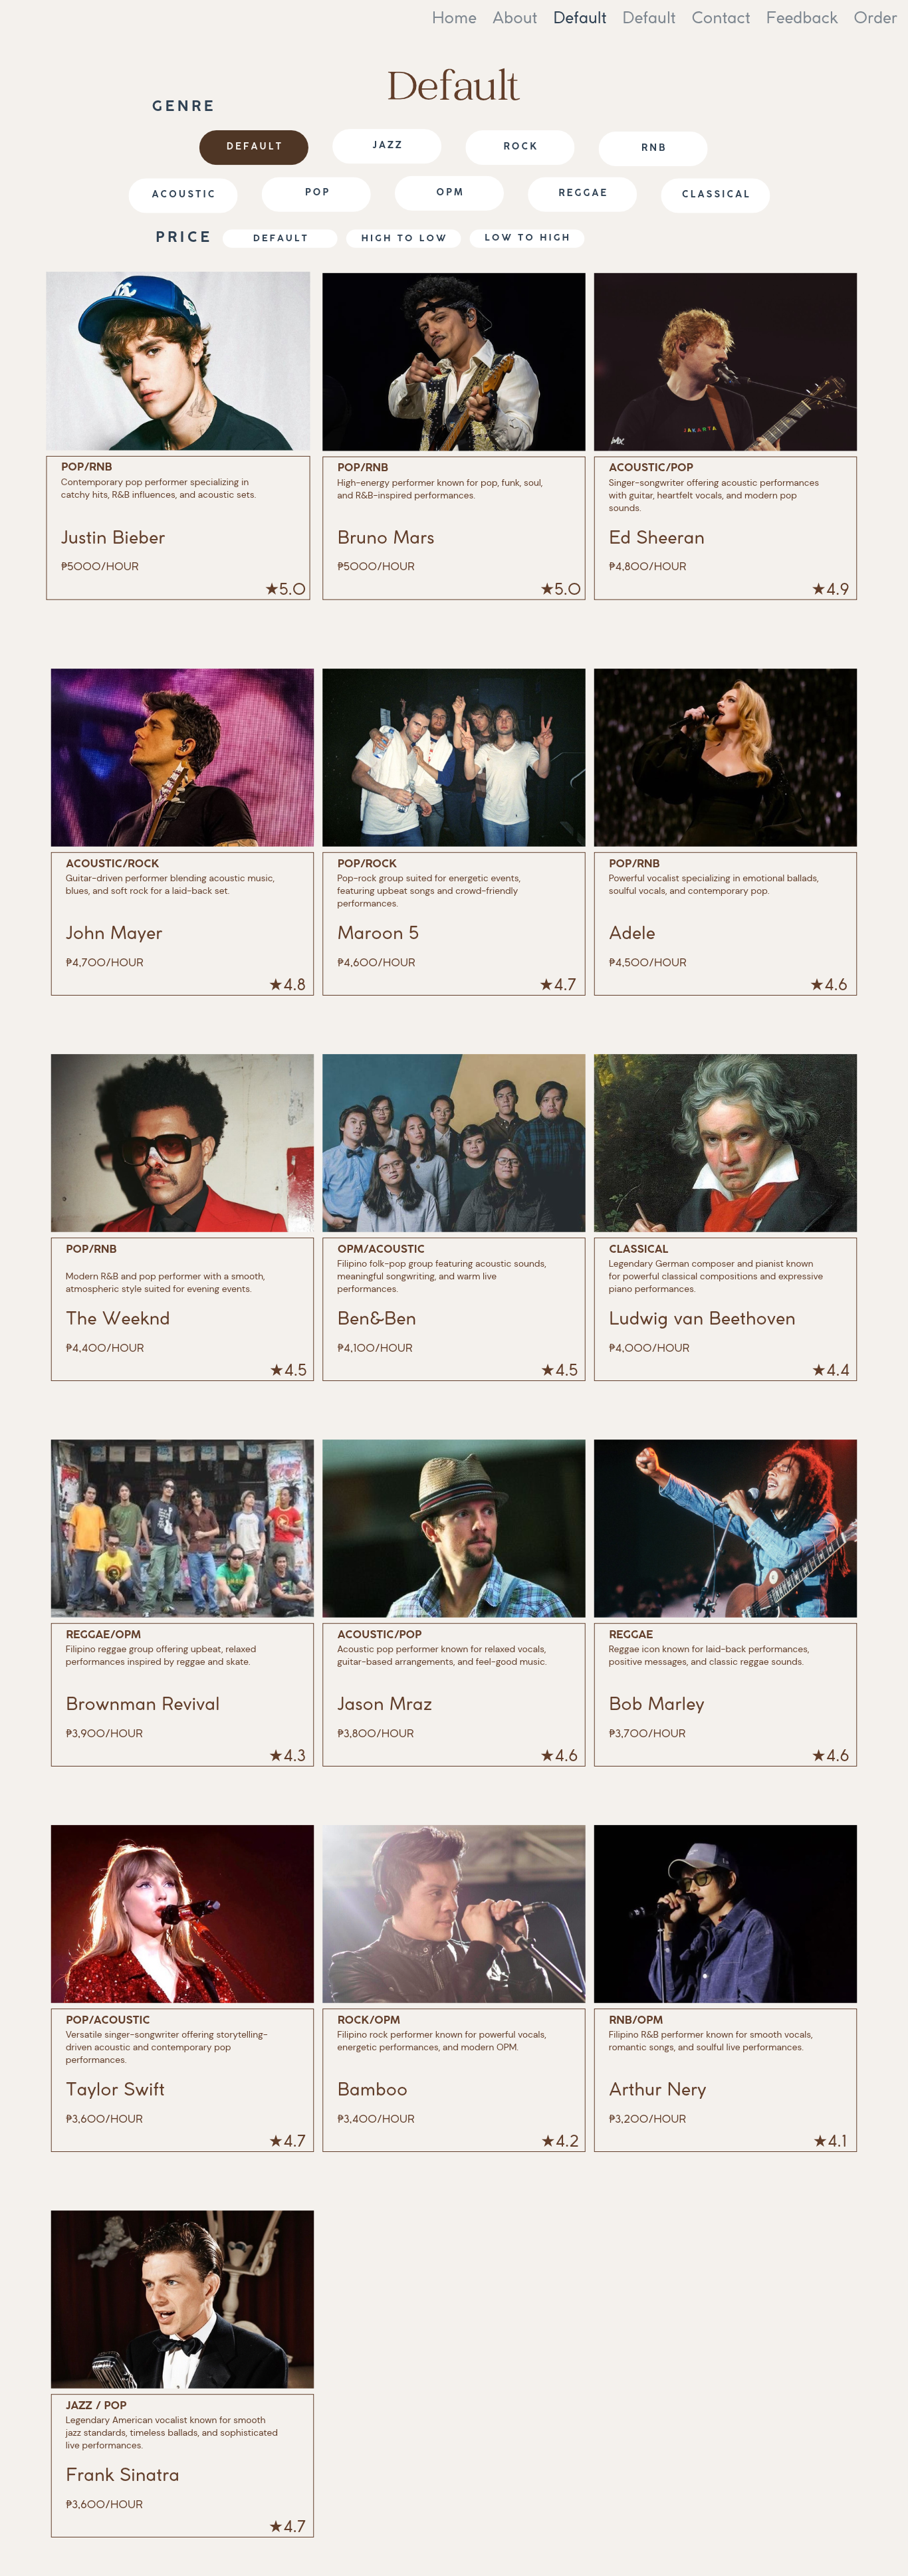 Home About Default Default Contact Feedback Order
Default
GENRE
DEFAULT JAZZ ROCK RNB
ACOUSTIC POP OPM REGGAE CLASSICAL
PRICE DEFAULT HIGH TO LOW LOW TO HIGH
POP/RNB
Contemporary pop performer specializing in
catchy hits, R&B influences, and acoustic sets.
Justin Bieber
₱5000/HOUR
★5.0
POP/RNB
High-energy performer known for pop, funk, soul,
and R&B-inspired performances.
Bruno Mars
₱5000/HOUR
★5.0
JAKARTA
ACOUSTIC/POP
Singer-songwriter offering acoustic performances
with guitar, heartfelt vocals, and modern pop
sounds.
Ed Sheeran
₱4,800/HOUR
★4.9
ACOUSTIC/ROCK
Guitar-driven performer blending acoustic music,
blues, and soft rock for a laid-back set.
John Mayer
₱4,700/HOUR
★4.8
POP/ROCK
Pop-rock group suited for energetic events,
featuring upbeat songs and crowd-friendly
performances.
Maroon 5
₱4,600/HOUR
★4.7
POP/RNB
Powerful vocalist specializing in emotional ballads,
soulful vocals, and contemporary pop.
Adele
₱4,500/HOUR
★4.6
POP/RNB
Modern R&B and pop performer with a smooth,
atmospheric style suited for evening events.
The Weeknd
₱4,400/HOUR
★4.5
OPM/ACOUSTIC
Filipino folk-pop group featuring acoustic sounds,
meaningful songwriting, and warm live
performances.
Ben&Ben
₱4,100/HOUR
★4.5
CLASSICAL
Legendary German composer and pianist known
for powerful classical compositions and expressive
piano performances.
Ludwig van Beethoven
₱4,000/HOUR
★4.4
REGGAE/OPM
Filipino reggae group offering upbeat, relaxed
performances inspired by reggae and skate.
Brownman Revival
₱3,900/HOUR
★4.3
ACOUSTIC/POP
Acoustic pop performer known for relaxed vocals,
guitar-based arrangements, and feel-good music.
Jason Mraz
₱3,800/HOUR
★4.6
REGGAE
Reggae icon known for laid-back performances,
positive messages, and classic reggae sounds.
Bob Marley
₱3,700/HOUR
★4.6
POP/ACOUSTIC
Versatile singer-songwriter offering storytelling-
driven acoustic and contemporary pop
performances.
Taylor Swift
₱3,600/HOUR
★4.7
ROCK/OPM
Filipino rock performer known for powerful vocals,
energetic performances, and modern OPM.
Bamboo
₱3,400/HOUR
★4.2
RNB/OPM
Filipino R&B performer known for smooth vocals,
romantic songs, and soulful live performances.
Arthur Nery
₱3,200/HOUR
★4.1
JAZZ / POP
Legendary American vocalist known for smooth
jazz standards, timeless ballads, and sophisticated
live performances.
Frank Sinatra
₱3,600/HOUR
★4.7